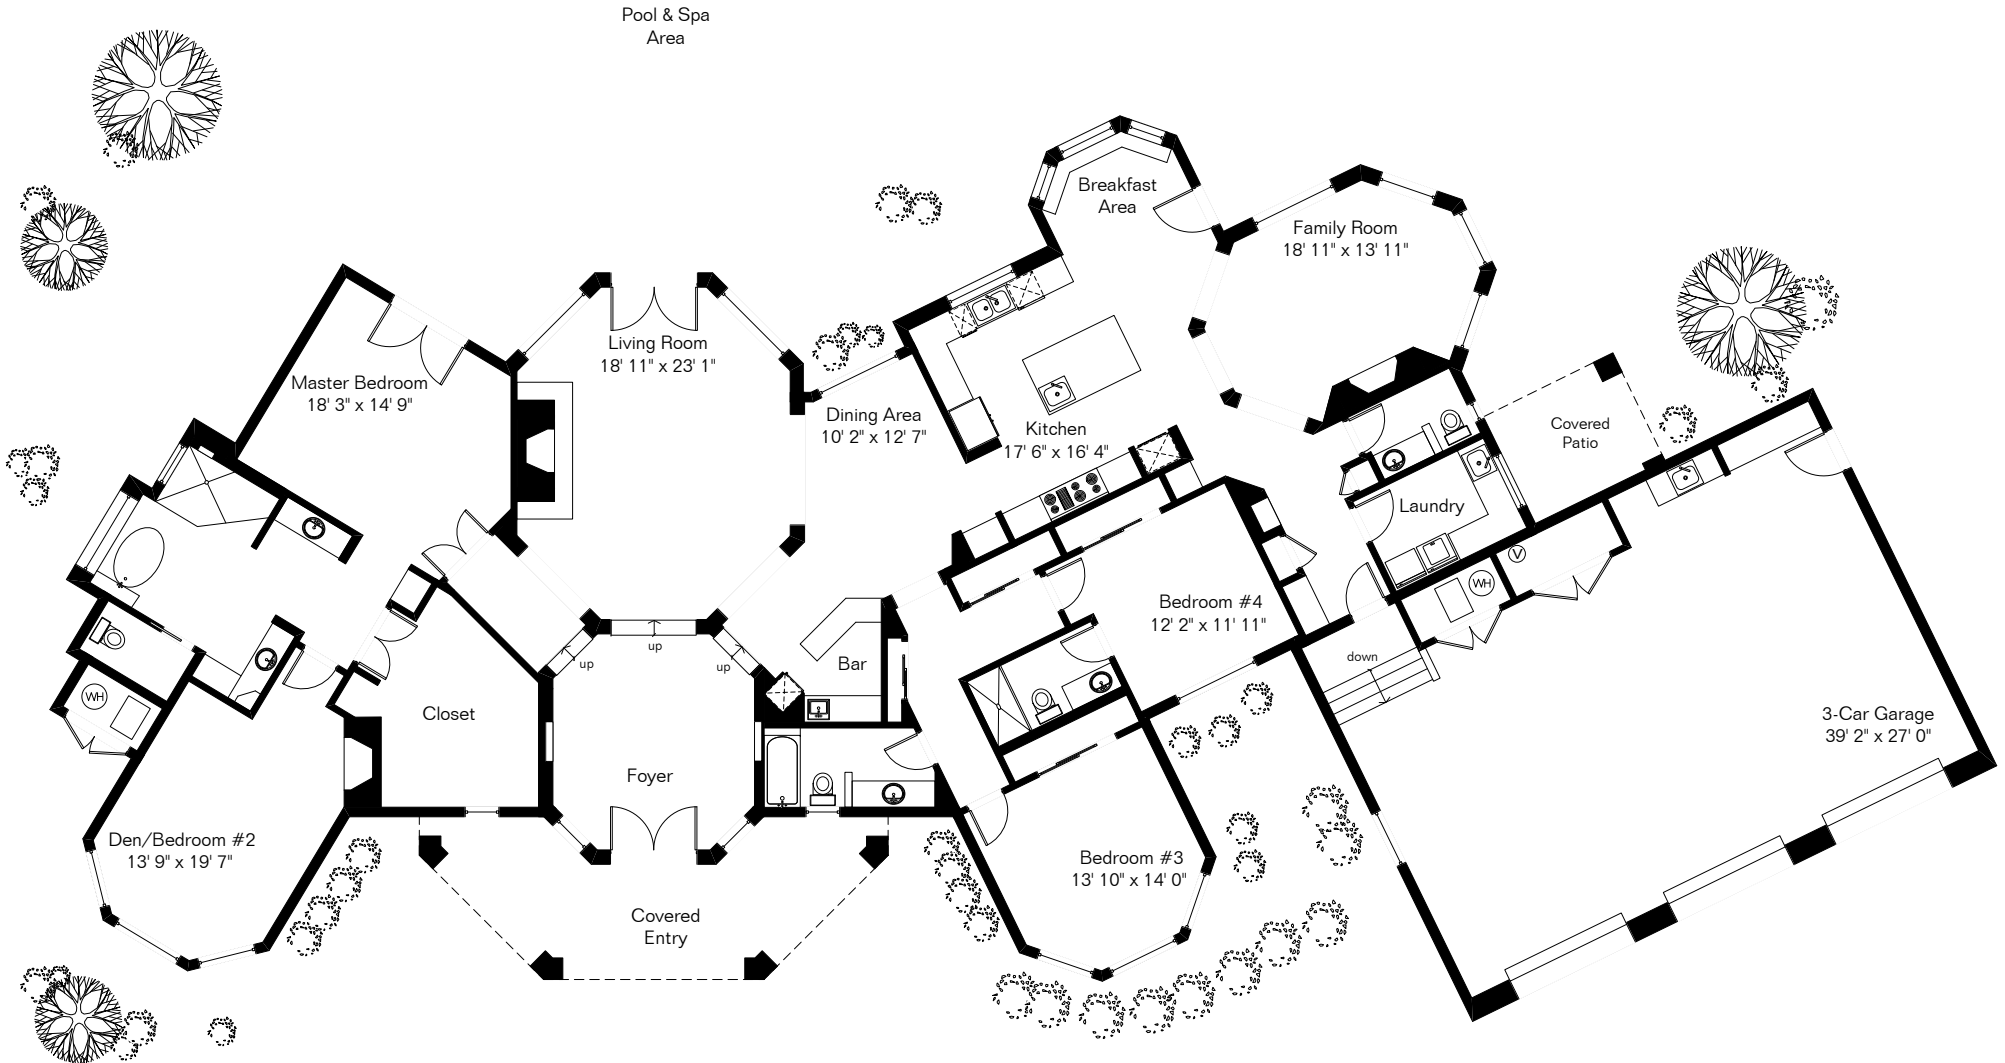 Pool & Spa
Area
Breakfast
Area
Family Room
18' 11" x 13' 11"
Living Room
18' 11" x 23' 1"
Master Bedroom
18' 3" x 14' 9"
Dining Area
10' 2" x 12' 7"
Kitchen
17' 6" x 16' 4"
Covered
Patio
Laundry
V
WH
Bedroom #4
12' 2" x 11' 11"
up
up
up
Bar
down
WH
Closet
3-Car Garage
39' 2" x 27' 0"
Foyer
Den/Bedroom #2
13' 9" x 19' 7"
Bedroom #3
13' 10" x 14' 0"
Covered
Entry